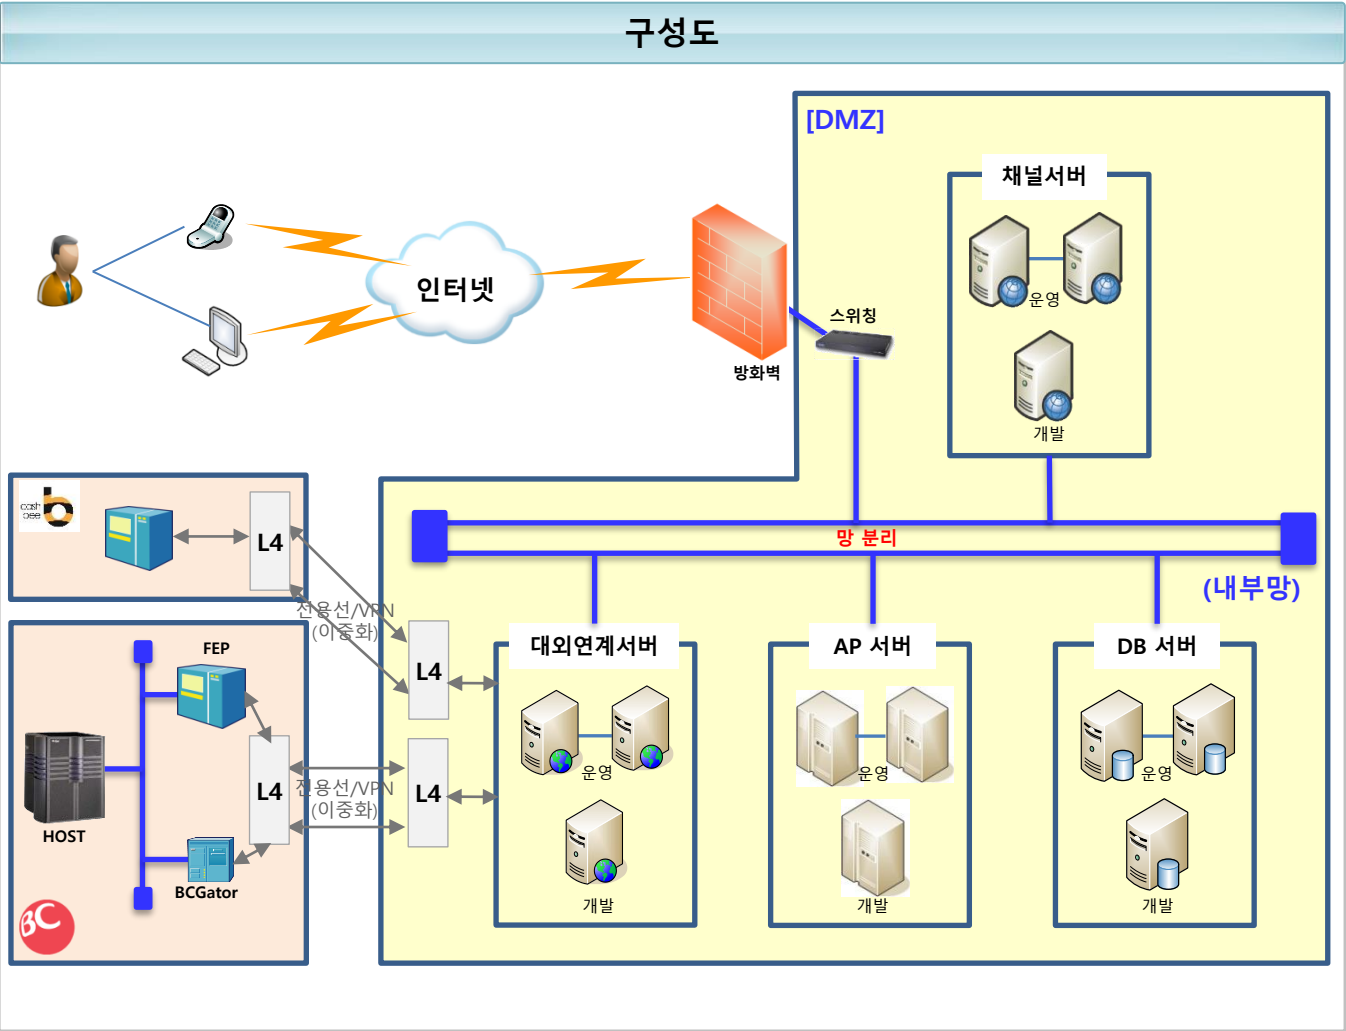 구성도
[DMZ]
채널서버
운영
개발
인터넷
방화벽
스위칭
망 분리
(내부망)
cash
bee
b
L4
전용선/VPN
(이중화)
L4
대외연계서버
운영
개발
AP 서버
운영
개발
DB 서버
운영
개발
FEP
HOST
L4
BCGator
BC
전용선/VPN
(이중화)
L4